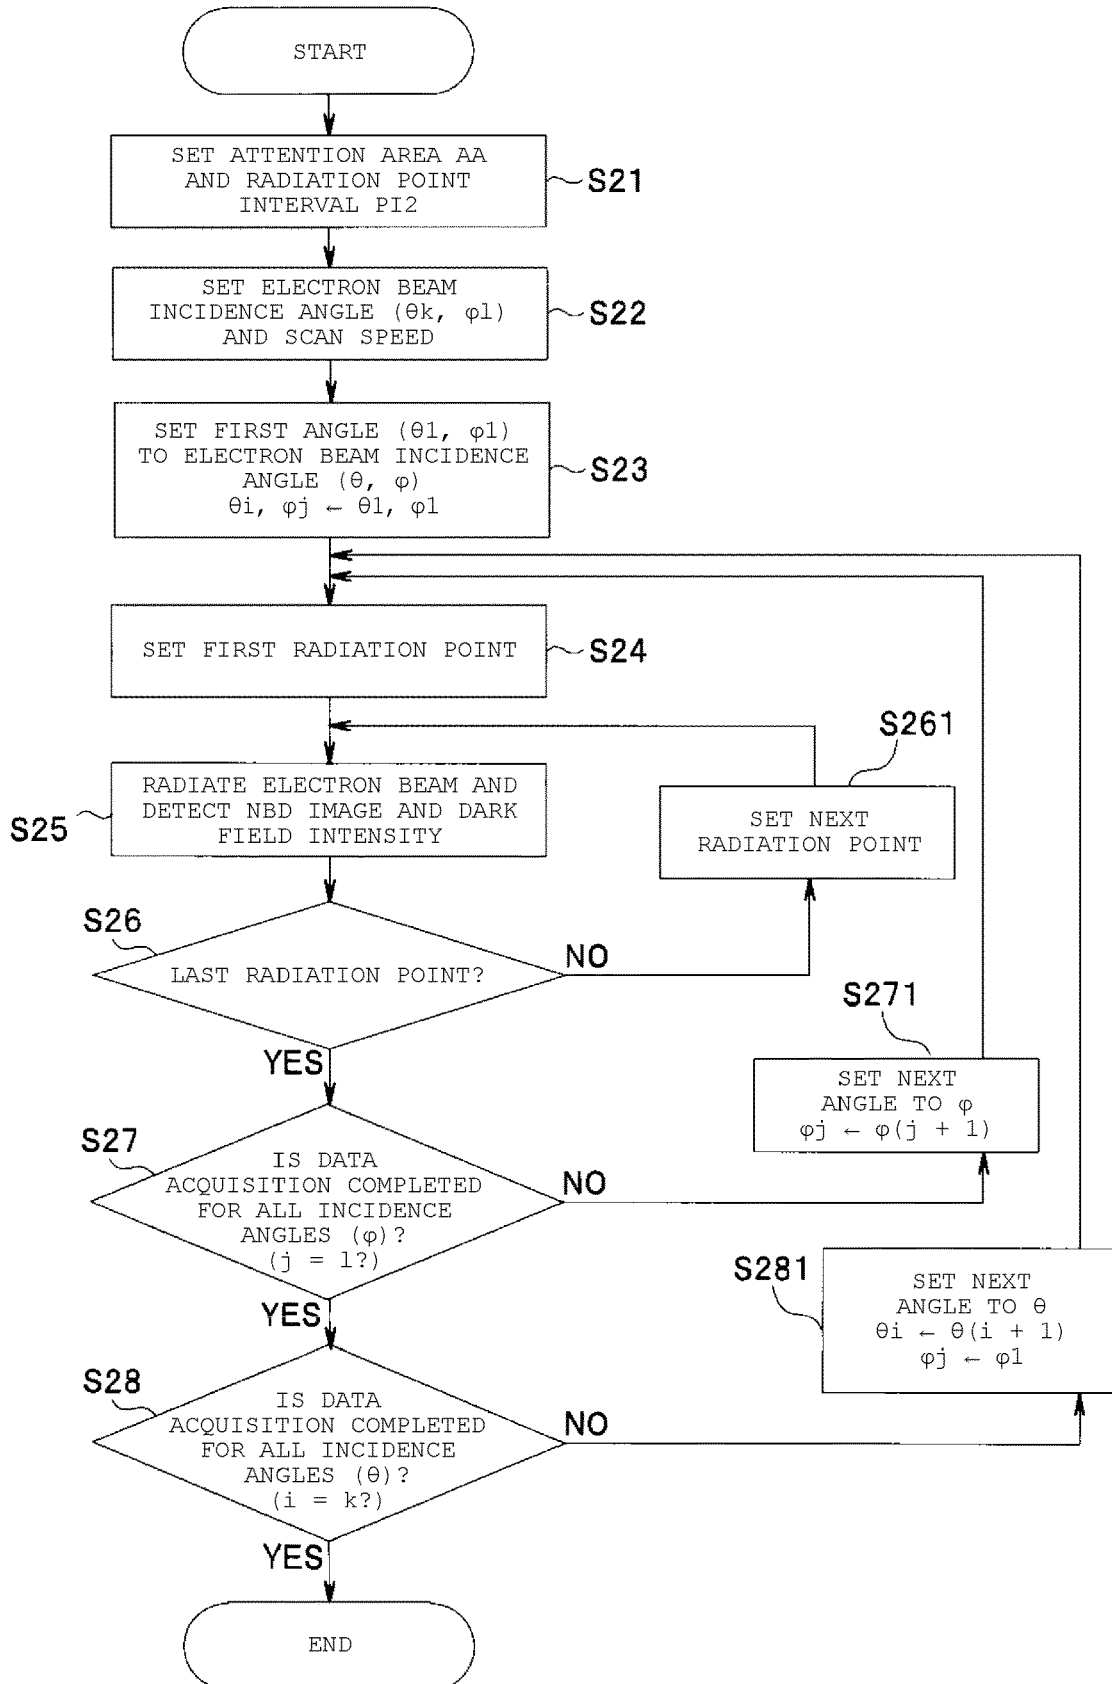 START
SET ATTENTION AREA AA
AND RADIATION POINT
INTERVAL PI2
S21
SET ELECTRON BEAM
INCIDENCE ANGLE (θk, φl)
AND SCAN SPEED
S22
SET FIRST ANGLE (θ1, φ1)
TO ELECTRON BEAM INCIDENCE
ANGLE (θ, φ)
θi, φj ← θ1, φ1
S23
SET FIRST RADIATION POINT
S24
RADIATE ELECTRON BEAM AND
DETECT NBD IMAGE AND DARK
FIELD INTENSITY
S25
S261
SET NEXT
RADIATION POINT
S26
LAST RADIATION POINT?
NO
YES
S271
SET NEXT
ANGLE TO φ
φj ← φ(j + 1)
S27
IS DATA
ACQUISITION COMPLETED
FOR ALL INCIDENCE
ANGLES (φ)?
(j = l?)
NO
YES
S281
SET NEXT
ANGLE TO θ
θi ← θ(i + 1)
φj ← φ1
S28
IS DATA
ACQUISITION COMPLETED
FOR ALL INCIDENCE
ANGLES (θ)?
(i = k?)
NO
YES
END